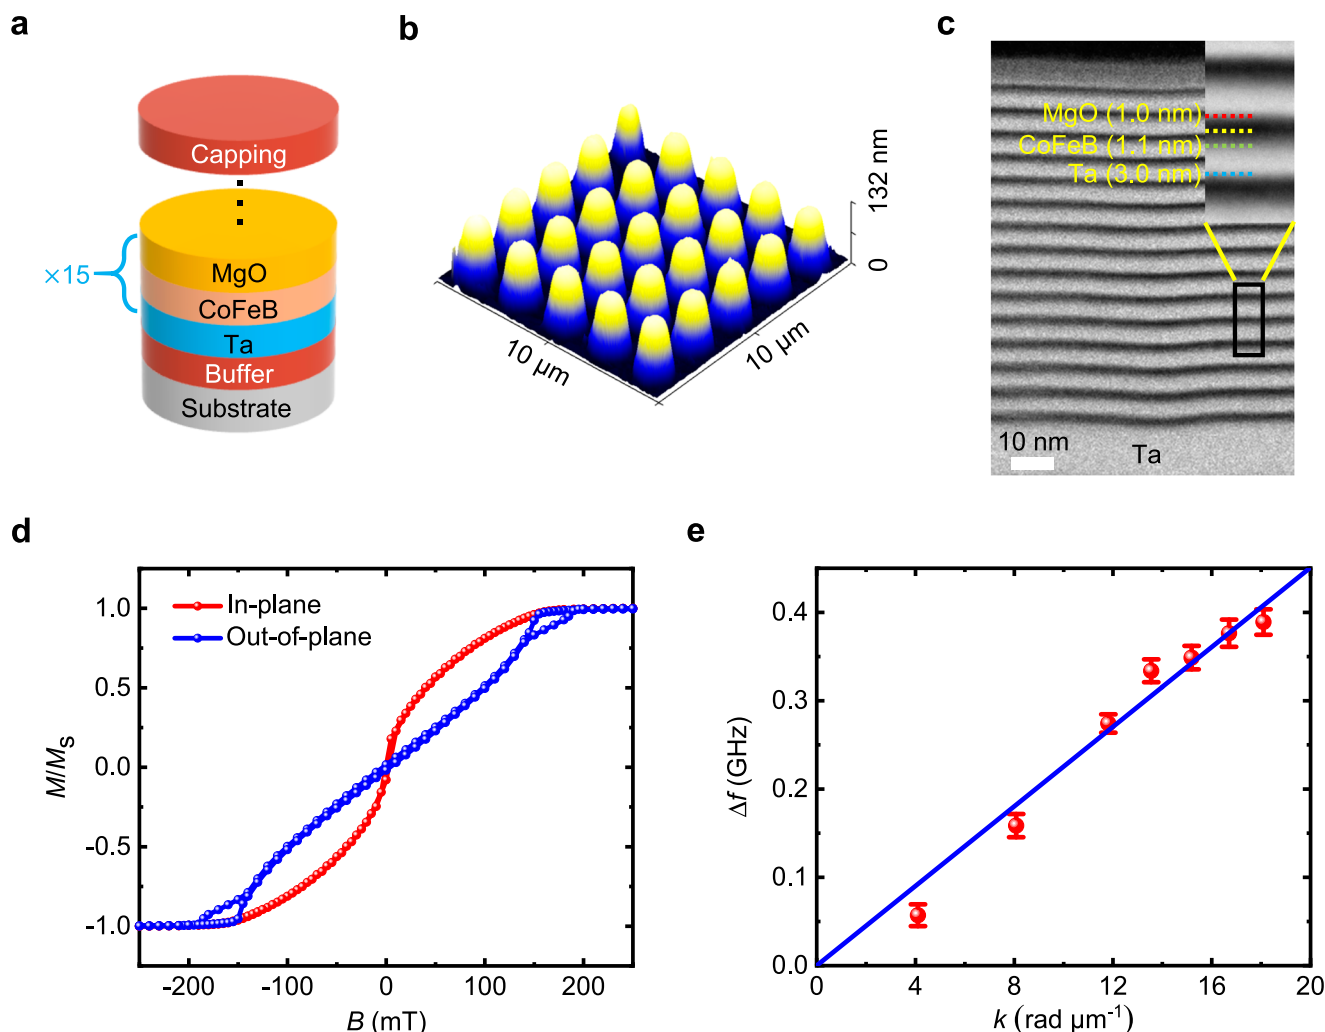 a
Capping
×15
MgO
CoFeB
Ta
Buffer
Substrate
b
132 nm
0
10 µm
10 µm
c
MgO (1.0 nm)
CoFeB (1.1 nm)
Ta (3.0 nm)
10 nm
Ta
d
In-plane
Out-of-plane
1.0
0.5
0.0
-0.5
-1.0
M/MS
-200
-100
0
100
200
B (mT)
e
0.4
0.3
0.2
0.1
0.0
Δf (GHz)
0
4
8
12
16
20
k (rad µm⁻¹)